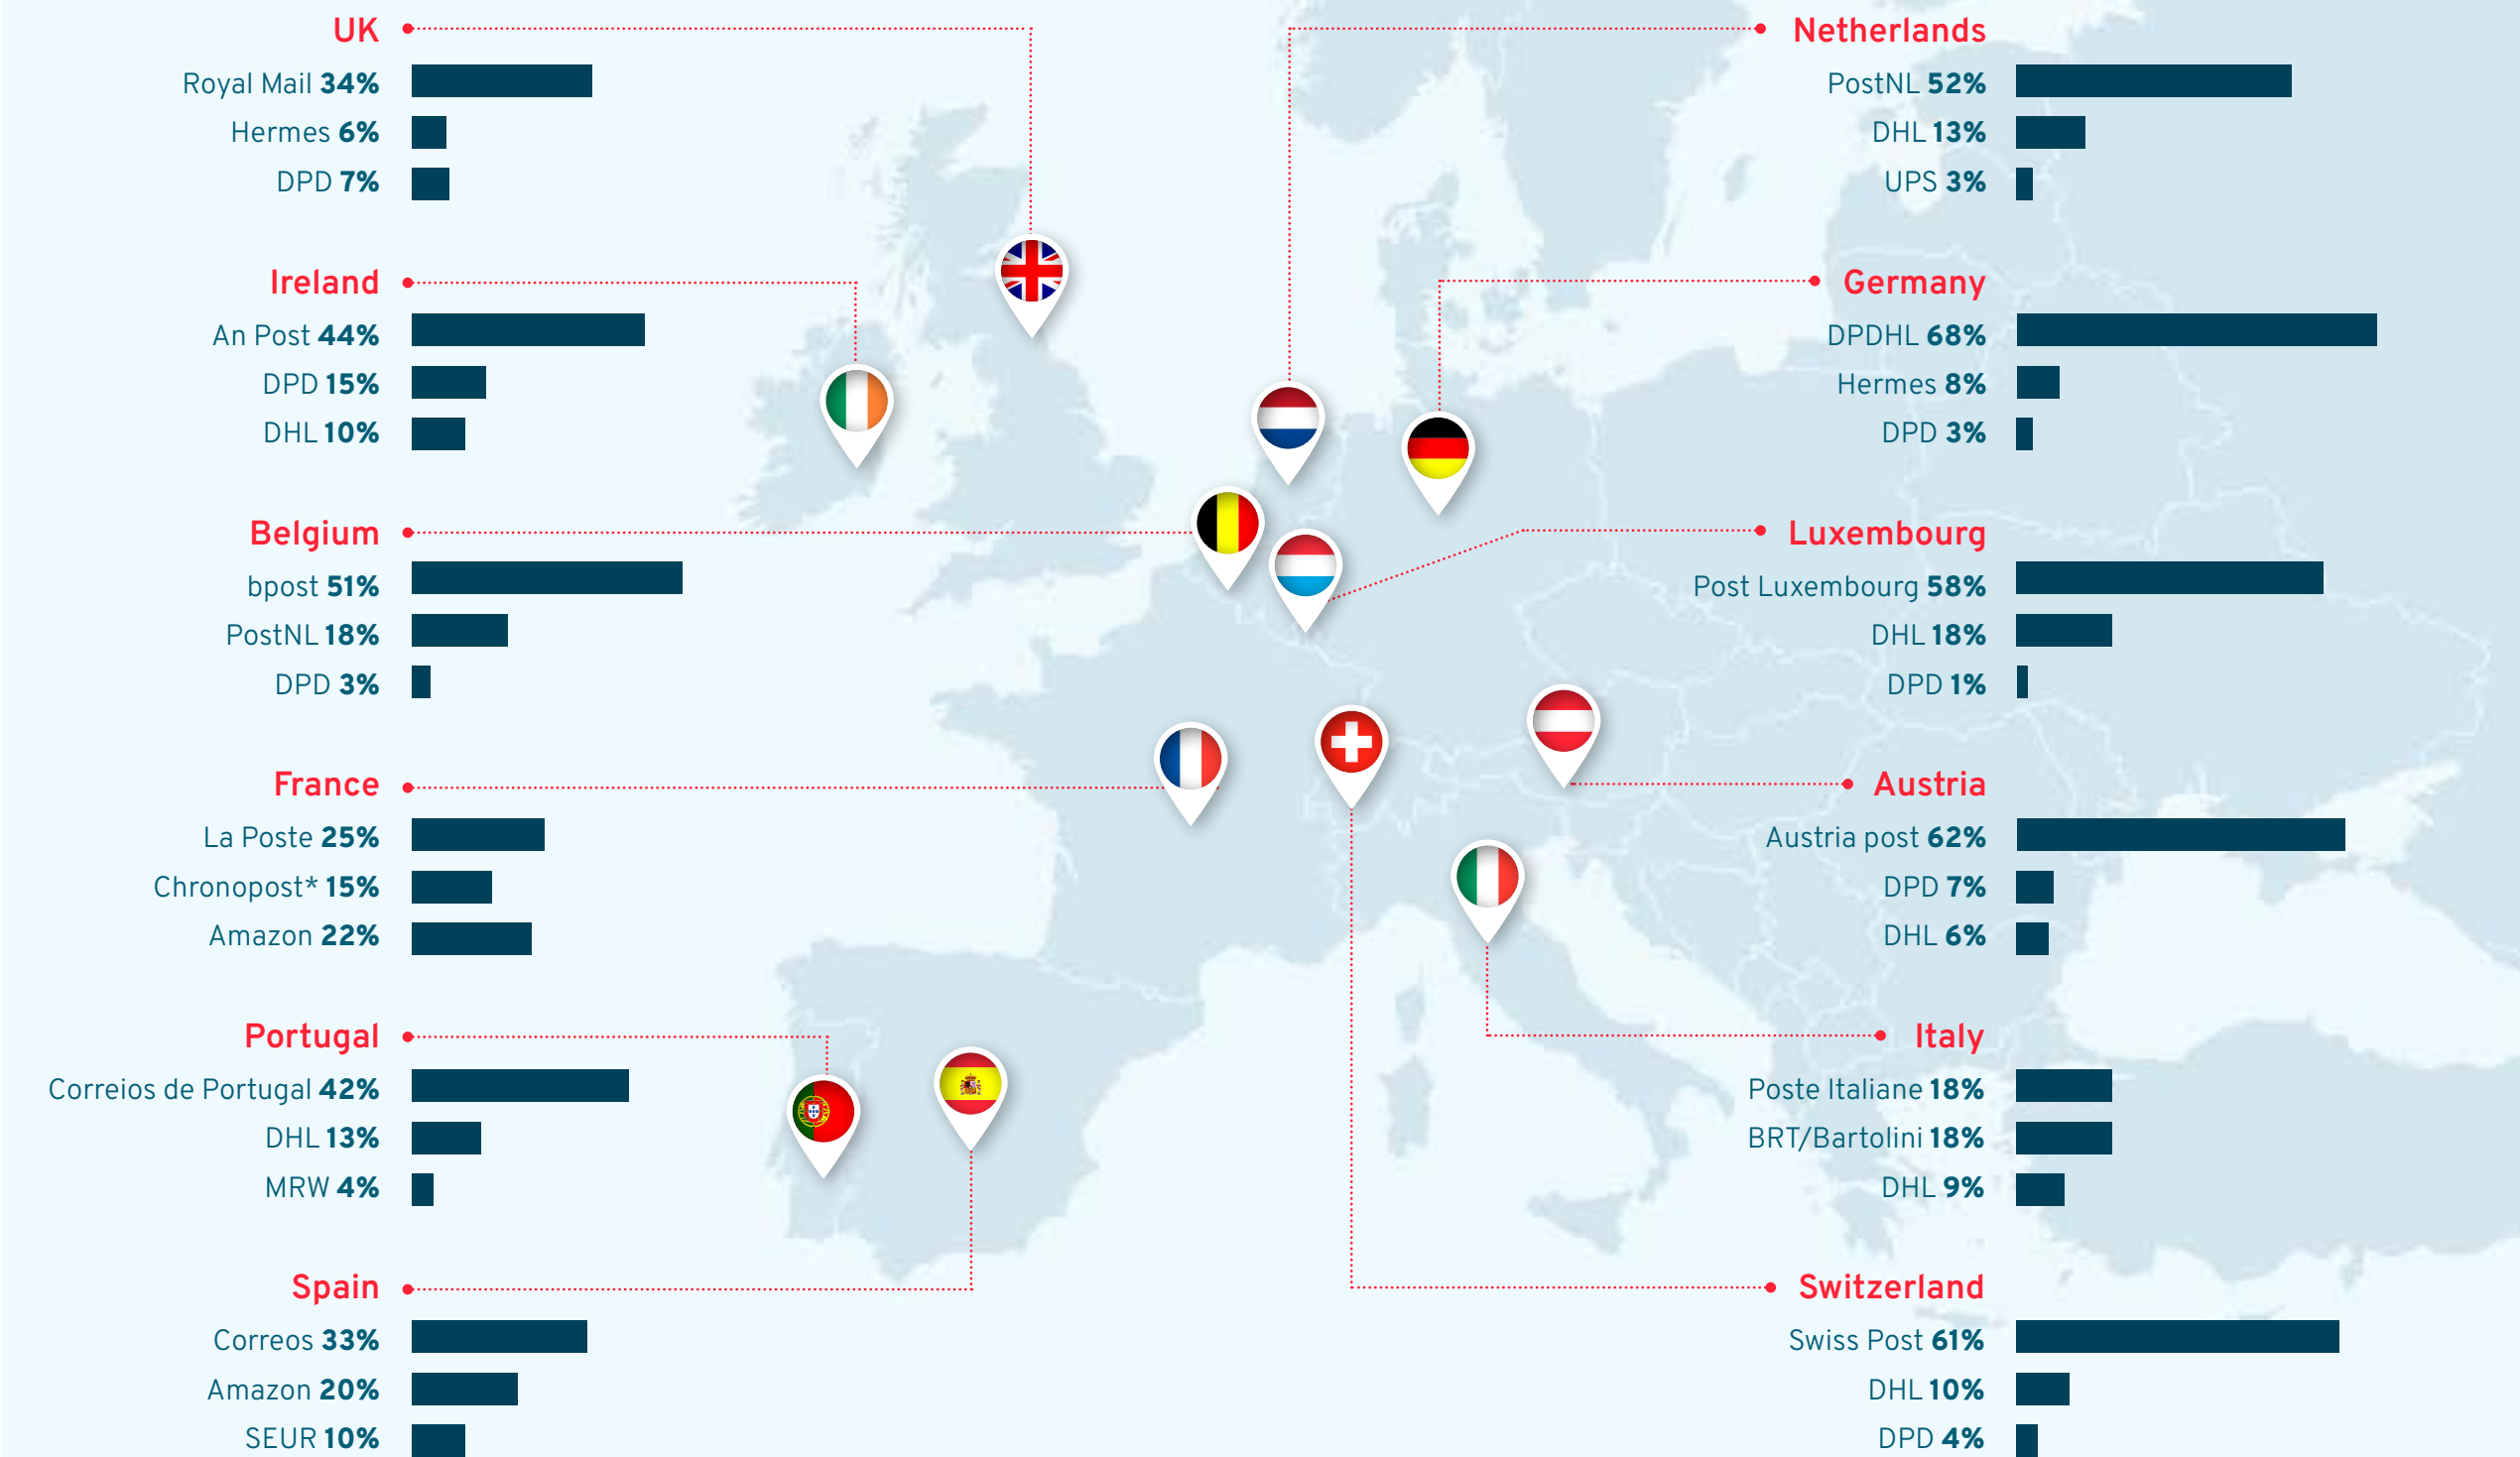 UK
Royal Mail 34%
Hermes 6%
DPD 7%
Ireland
An Post 44%
DPD 15%
DHL 10%
Belgium
bpost 51%
PostNL 18%
DPD 3%
France
La Poste 25%
Chronopost* 15%
Amazon 22%
Portugal
Correios de Portugal 42%
DHL 13%
MRW 4%
Spain
Correos 33%
Amazon 20%
SEUR 10%
Netherlands
PostNL 52%
DHL 13%
UPS 3%
Germany
DPDHL 68%
Hermes 8%
DPD 3%
Luxembourg
Post Luxembourg 58%
DHL 18%
DPD 1%
Austria
Austria post 62%
DPD 7%
DHL 6%
Italy
Poste Italiane 18%
BRT/Bartolini 18%
DHL 9%
Switzerland
Swiss Post 61%
DHL 10%
DPD 4%